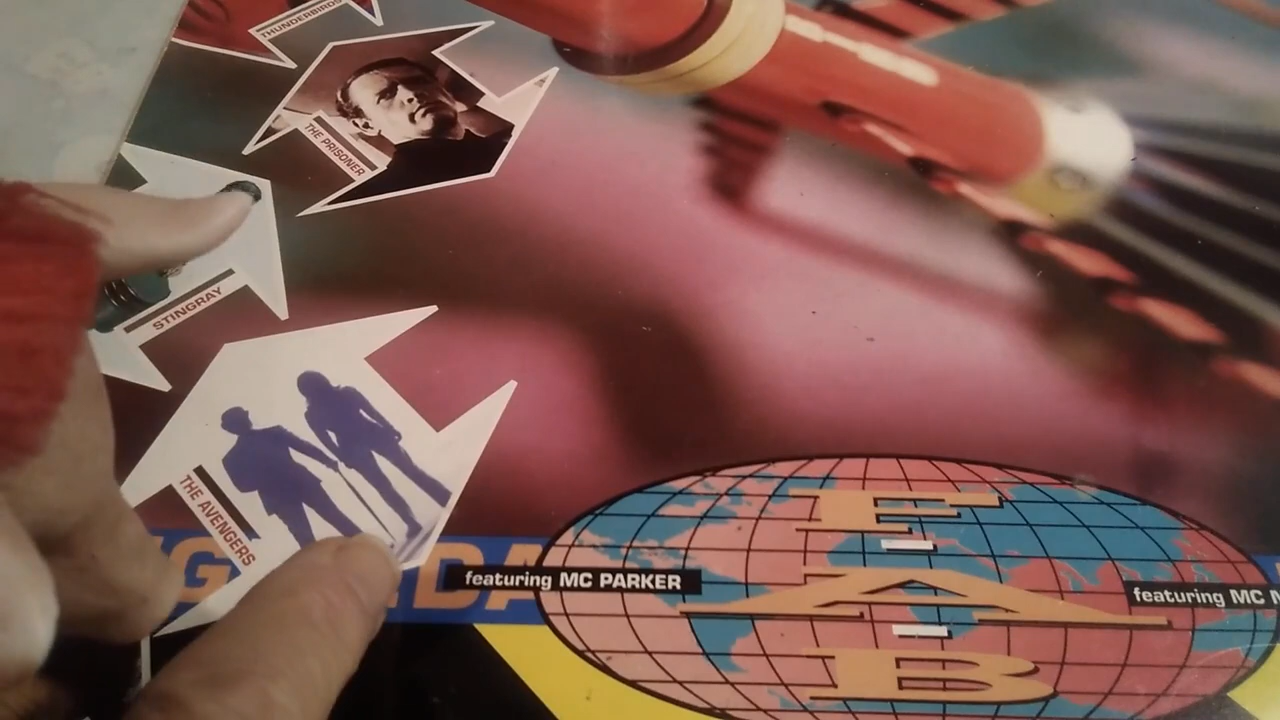 THUNDERBIRDS
THE PRISONER
STINGRAY
THE AVENGERS
featuring MC PARKER
F
A
B
featuring MC